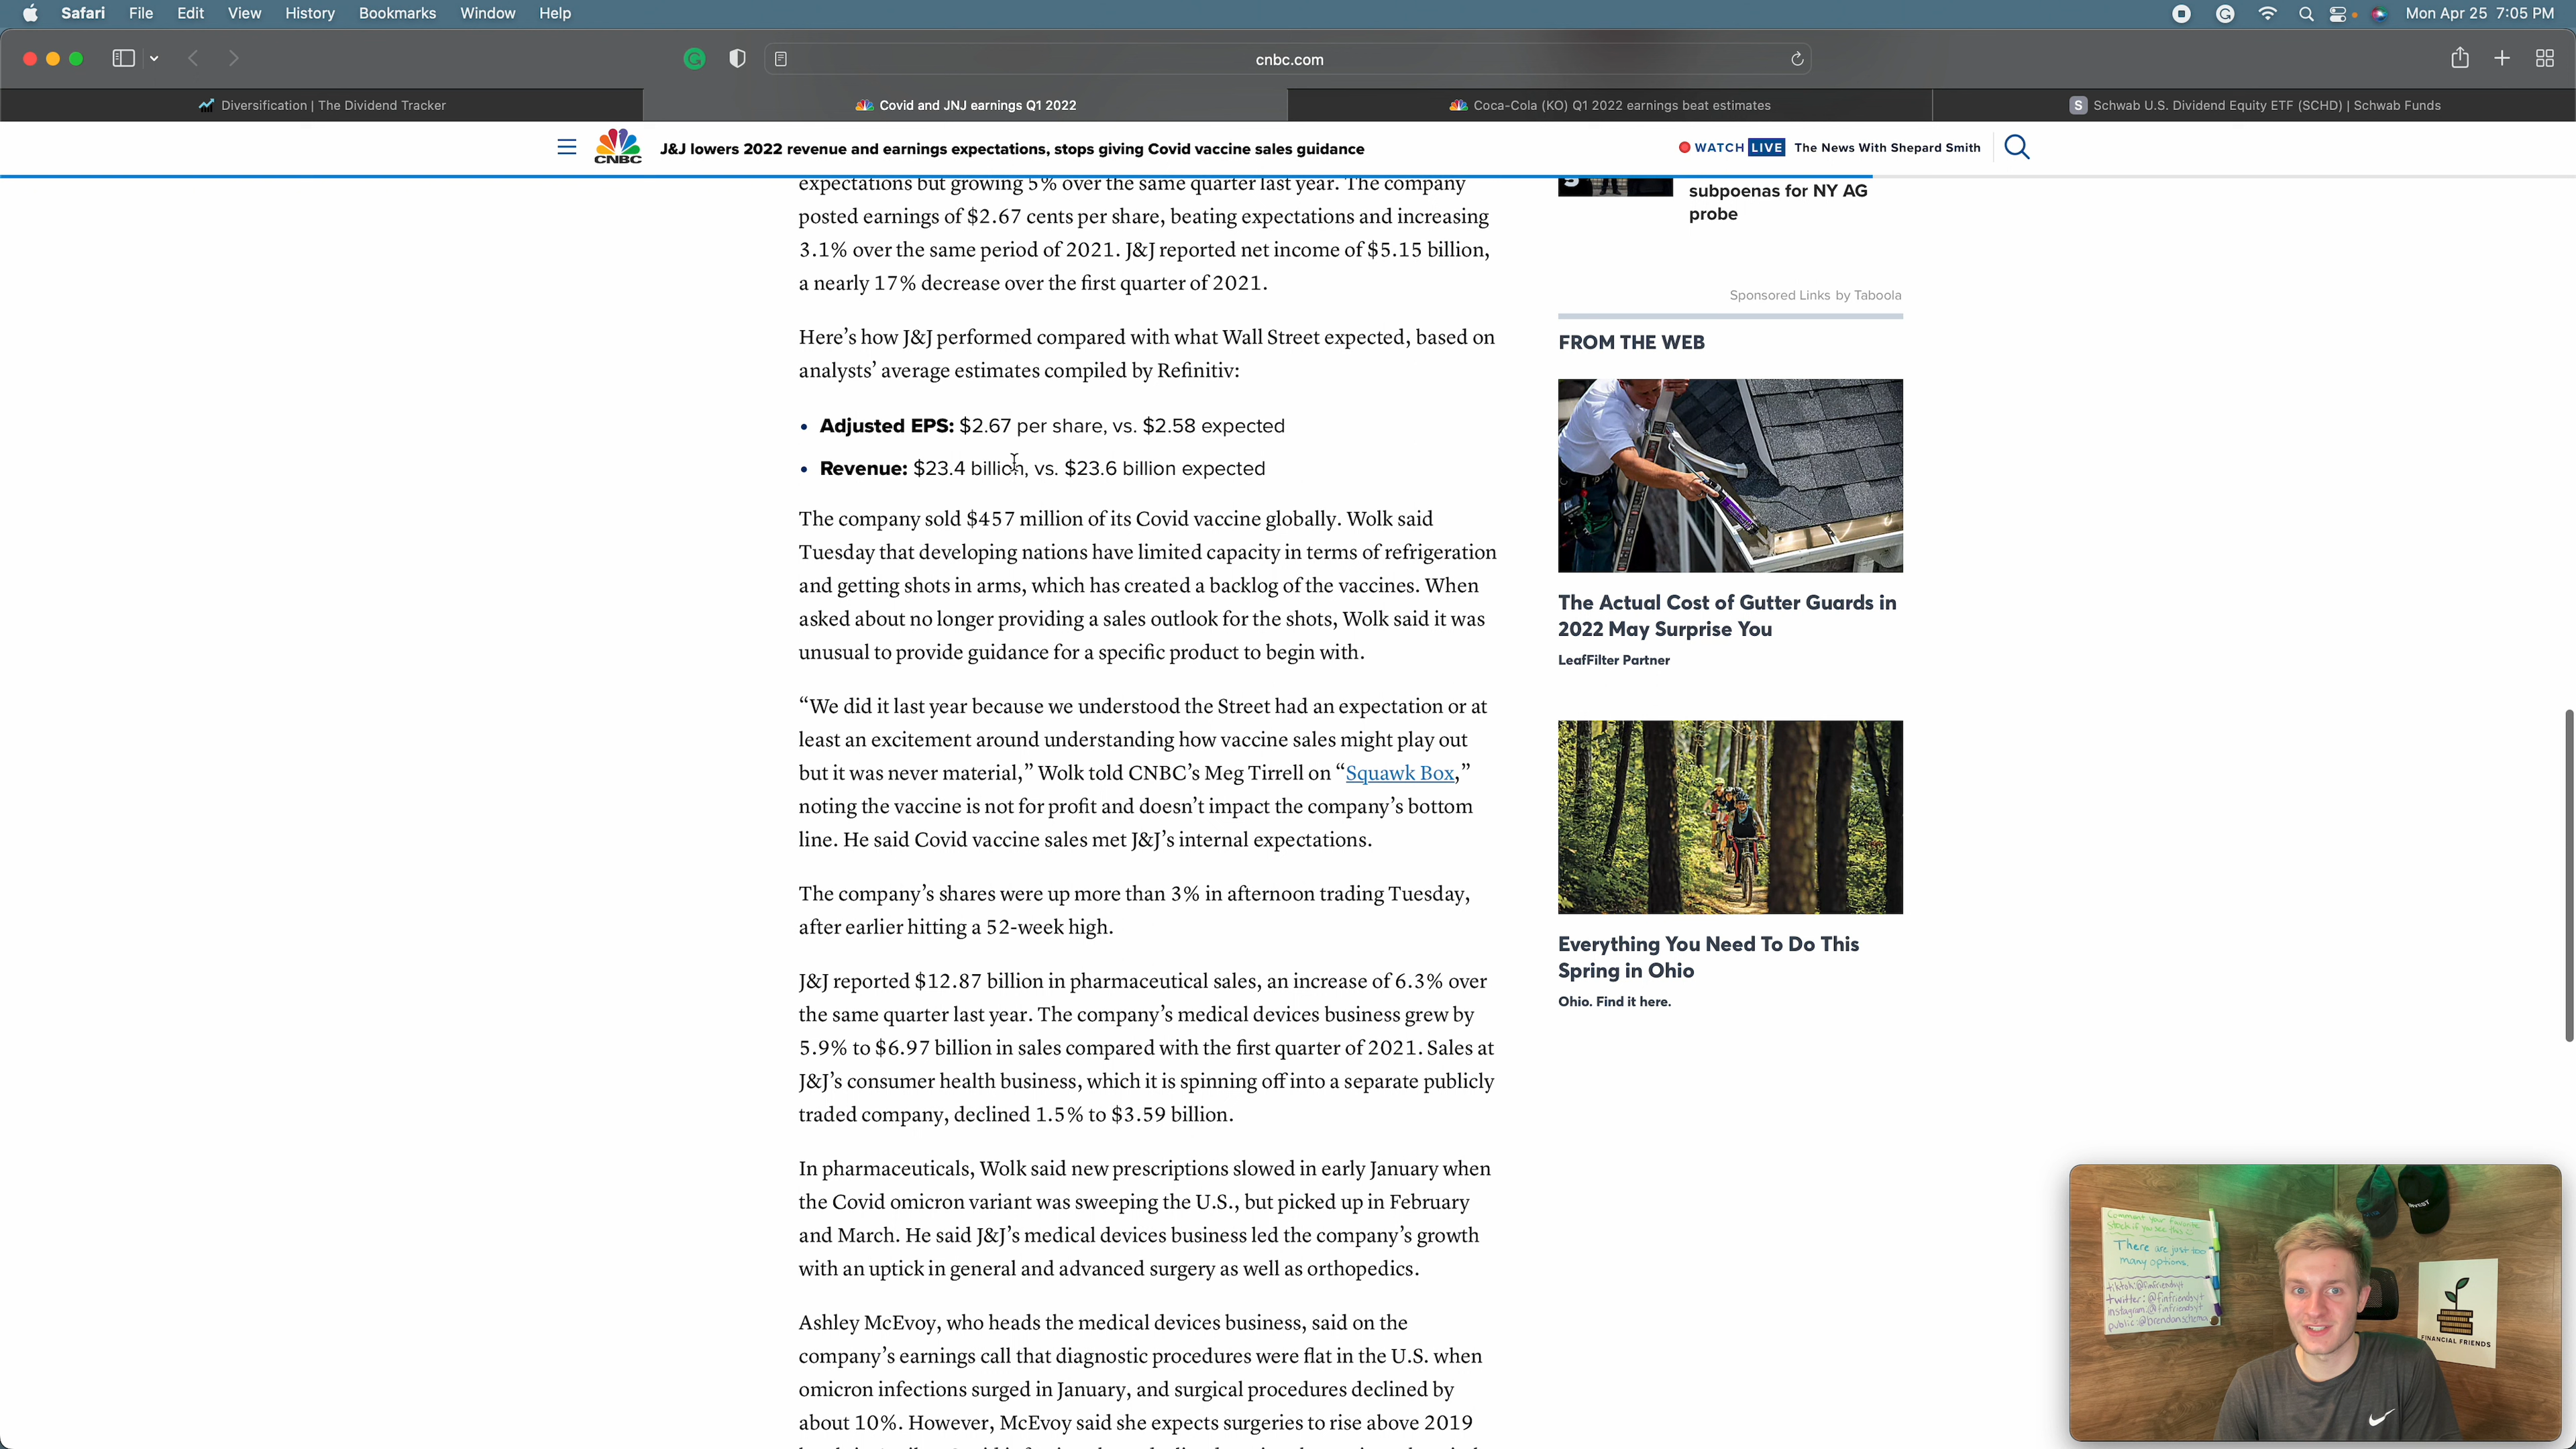 Safari File Edit View History Bookmarks Window Help
Mon Apr 25 7:05 PM
cnbc.com
Diversification | The Dividend Tracker
Covid and JNJ earnings Q1 2022
Coca-Cola (KO) Q1 2022 earnings beat estimates
S Schwab U.S. Dividend Equity ETF (SCHD) | Schwab Funds
CNBC
J&J lowers 2022 revenue and earnings expectations, stops giving Covid vaccine sales guidance
WATCH LIVE The News With Shepard Smith
expectations but growing 5% over the same quarter last year. The company
posted earnings of $2.67 cents per share, beating expectations and increasing
3.1% over the same period of 2021. J&J reported net income of $5.15 billion,
a nearly 17% decrease over the first quarter of 2021.
Here’s how J&J performed compared with what Wall Street expected, based on
analysts’ average estimates compiled by Refinitiv:
• Adjusted EPS: $2.67 per share, vs. $2.58 expected
• Revenue: $23.4 billion, vs. $23.6 billion expected
The company sold $457 million of its Covid vaccine globally. Wolk said
Tuesday that developing nations have limited capacity in terms of refrigeration
and getting shots in arms, which has created a backlog of the vaccines. When
asked about no longer providing a sales outlook for the shots, Wolk said it was
unusual to provide guidance for a specific product to begin with.
“We did it last year because we understood the Street had an expectation or at
least an excitement around understanding how vaccine sales might play out
but it was never material,” Wolk told CNBC’s Meg Tirrell on “Squawk Box,”
noting the vaccine is not for profit and doesn’t impact the company’s bottom
line. He said Covid vaccine sales met J&J’s internal expectations.
The company’s shares were up more than 3% in afternoon trading Tuesday,
after earlier hitting a 52-week high.
J&J reported $12.87 billion in pharmaceutical sales, an increase of 6.3% over
the same quarter last year. The company’s medical devices business grew by
5.9% to $6.97 billion in sales compared with the first quarter of 2021. Sales at
J&J’s consumer health business, which it is spinning off into a separate publicly
traded company, declined 1.5% to $3.59 billion.
In pharmaceuticals, Wolk said new prescriptions slowed in early January when
the Covid omicron variant was sweeping the U.S., but picked up in February
and March. He said J&J’s medical devices business led the company’s growth
with an uptick in general and advanced surgery as well as orthopedics.
Ashley McEvoy, who heads the medical devices business, said on the
company’s earnings call that diagnostic procedures were flat in the U.S. when
omicron infections surged in January, and surgical procedures declined by
about 10%. However, McEvoy said she expects surgeries to rise above 2019
subpoenas for NY AG
probe
Sponsored Links by Taboola
FROM THE WEB
The Actual Cost of Gutter Guards in
2022 May Surprise You
LeafFilter Partner
Everything You Need To Do This
Spring in Ohio
Ohio. Find it here.
Comment your favorite
stock if you see this
There are just too
many options.
tiktok:@finfriendsyt
twitter:@finfriendsyt
instagram:@finfriendsyt
INVEST
FINANCIAL FRIENDS